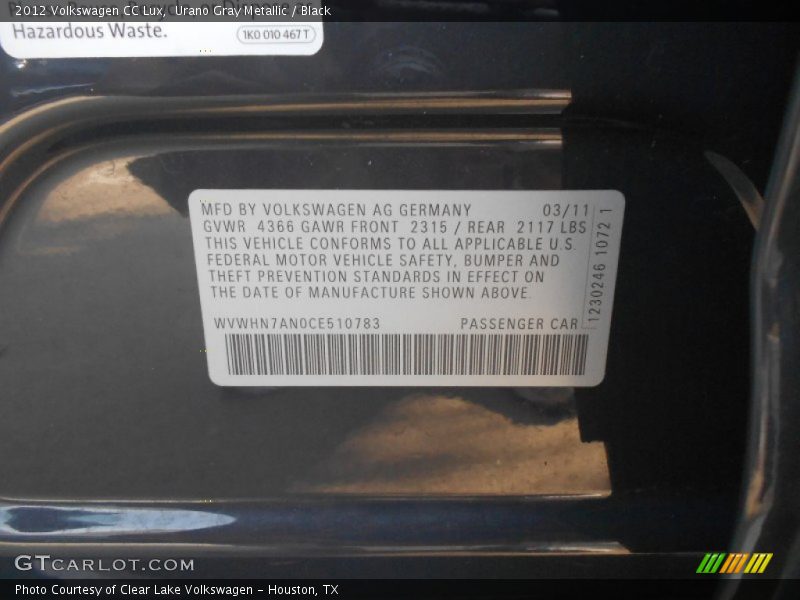 2012 Volkswagen CC Lux, Urano Gray Metallic / Black
Hazardous Waste.
1K0 010 467 T
MFD BY VOLKSWAGEN AG GERMANY 03/11
GVWR 4366 GAWR FRONT 2315 / REAR 2117 LBS
THIS VEHICLE CONFORMS TO ALL APPLICABLE U.S.
FEDERAL MOTOR VEHICLE SAFETY, BUMPER AND
THEFT PREVENTION STANDARDS IN EFFECT ON
THE DATE OF MANUFACTURE SHOWN ABOVE.
WVWHN7AN0CE510783 PASSENGER CAR
1230246 1072 1
GTCARLOT.COM
Photo Courtesy of Clear Lake Volkswagen - Houston, TX